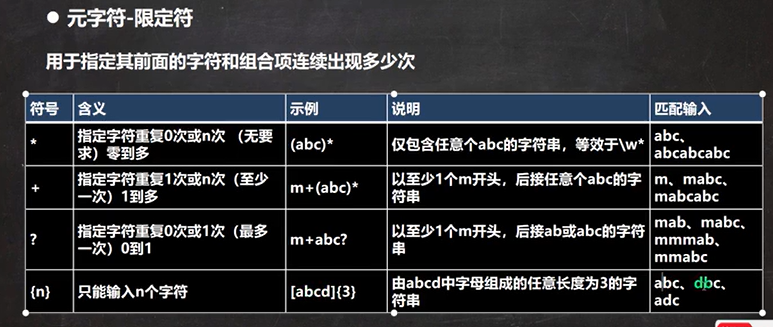 ● 元字符-限定符
用于指定其前面的字符和组合项连续出现多少次
符号 含义 示例 说明 匹配输入
* 指定字符重复0次或n次 （无要求）零到多 (abc)* 仅包含任意个abc的字符串，等效于\w* abc、abcabcabc
+ 指定字符重复1次或n次（至少一次）1到多 m+(abc)* 以至少1个m开头，后接任意个abc的字符串 m、mabc、mabcabc
? 指定字符重复0次或1次（最多一次）0到1 m+abc? 以至少1个m开头，后接ab或abc的字符串 mab、mabc、mmmab、mmabc
{n} 只能输入n个字符 [abcd]{3} 由abcd中字母组成的任意长度为3的字符串 abc、dbc、adc